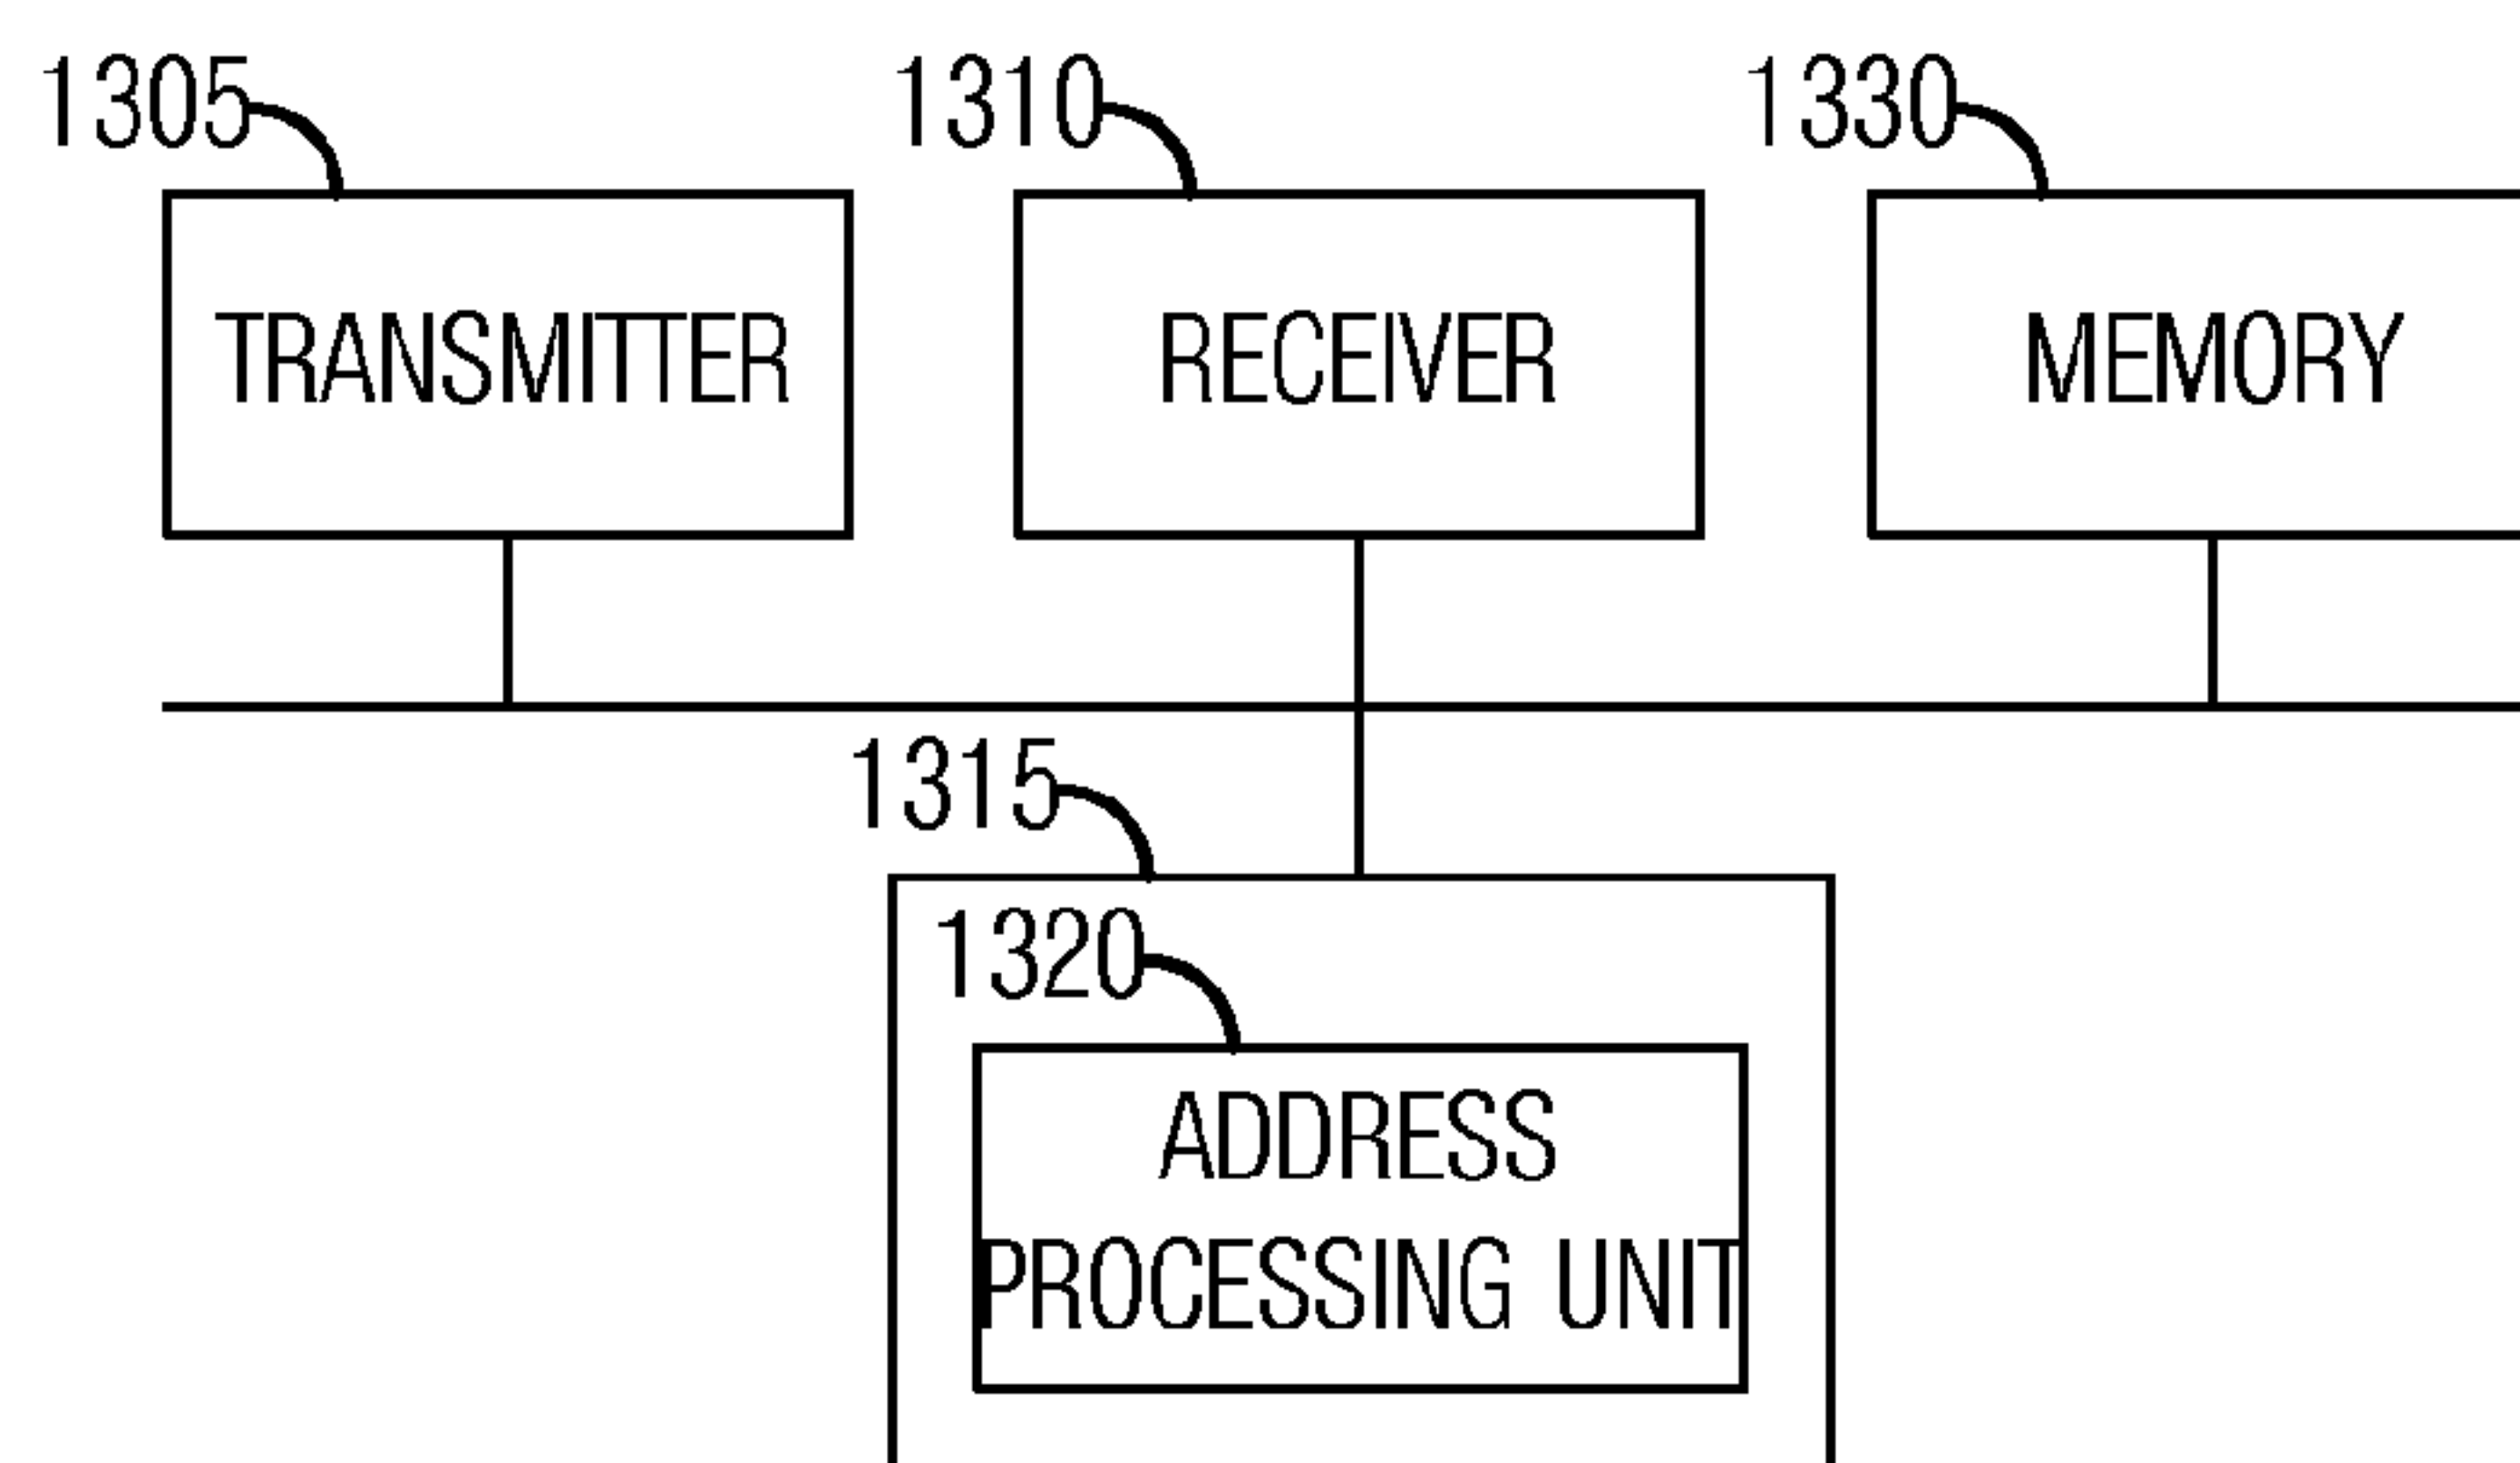 1305
1310
1330
TRANSMITTER
RECEIVER
MEMORY
1315
1320
ADDRESS
PROCESSING UNIT